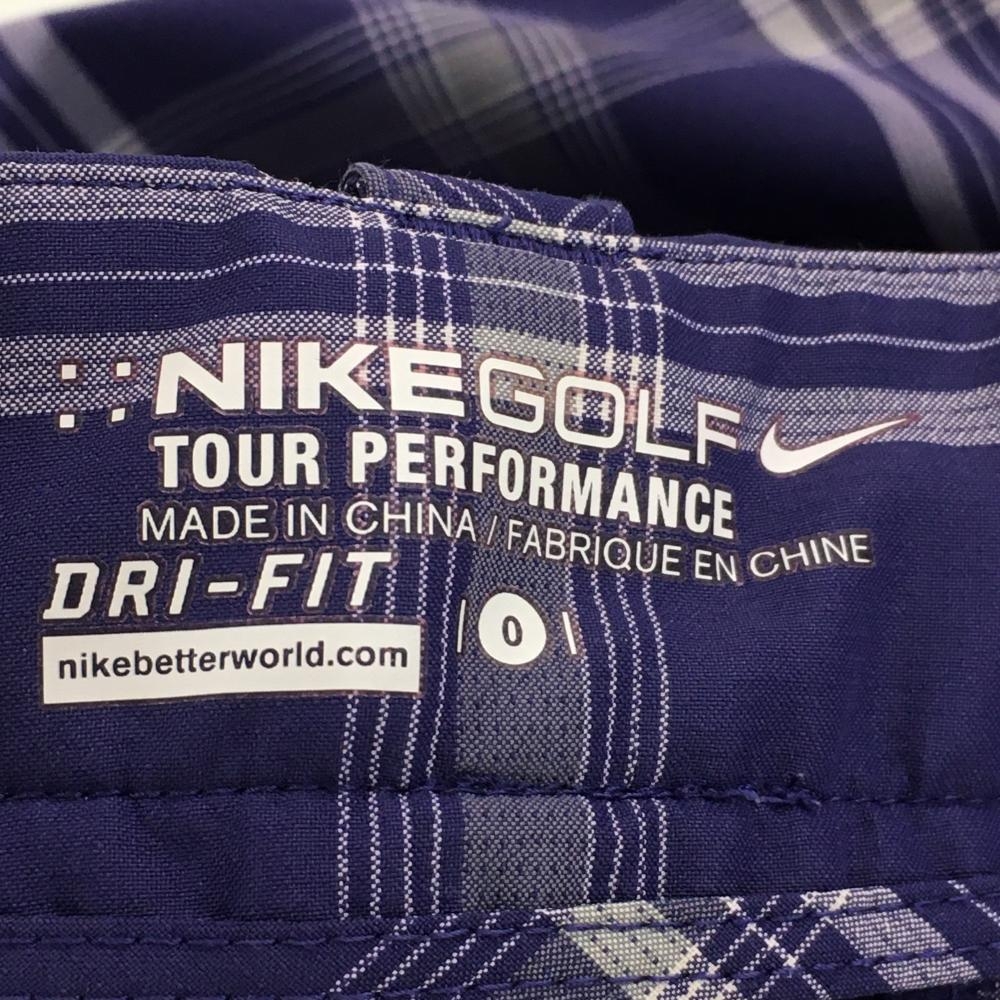 NIKEGOLF
TOUR PERFORMANCE
MADE IN CHINA / FABRIQUE EN CHINE
DRI-FIT
0
nikebetterworld.com